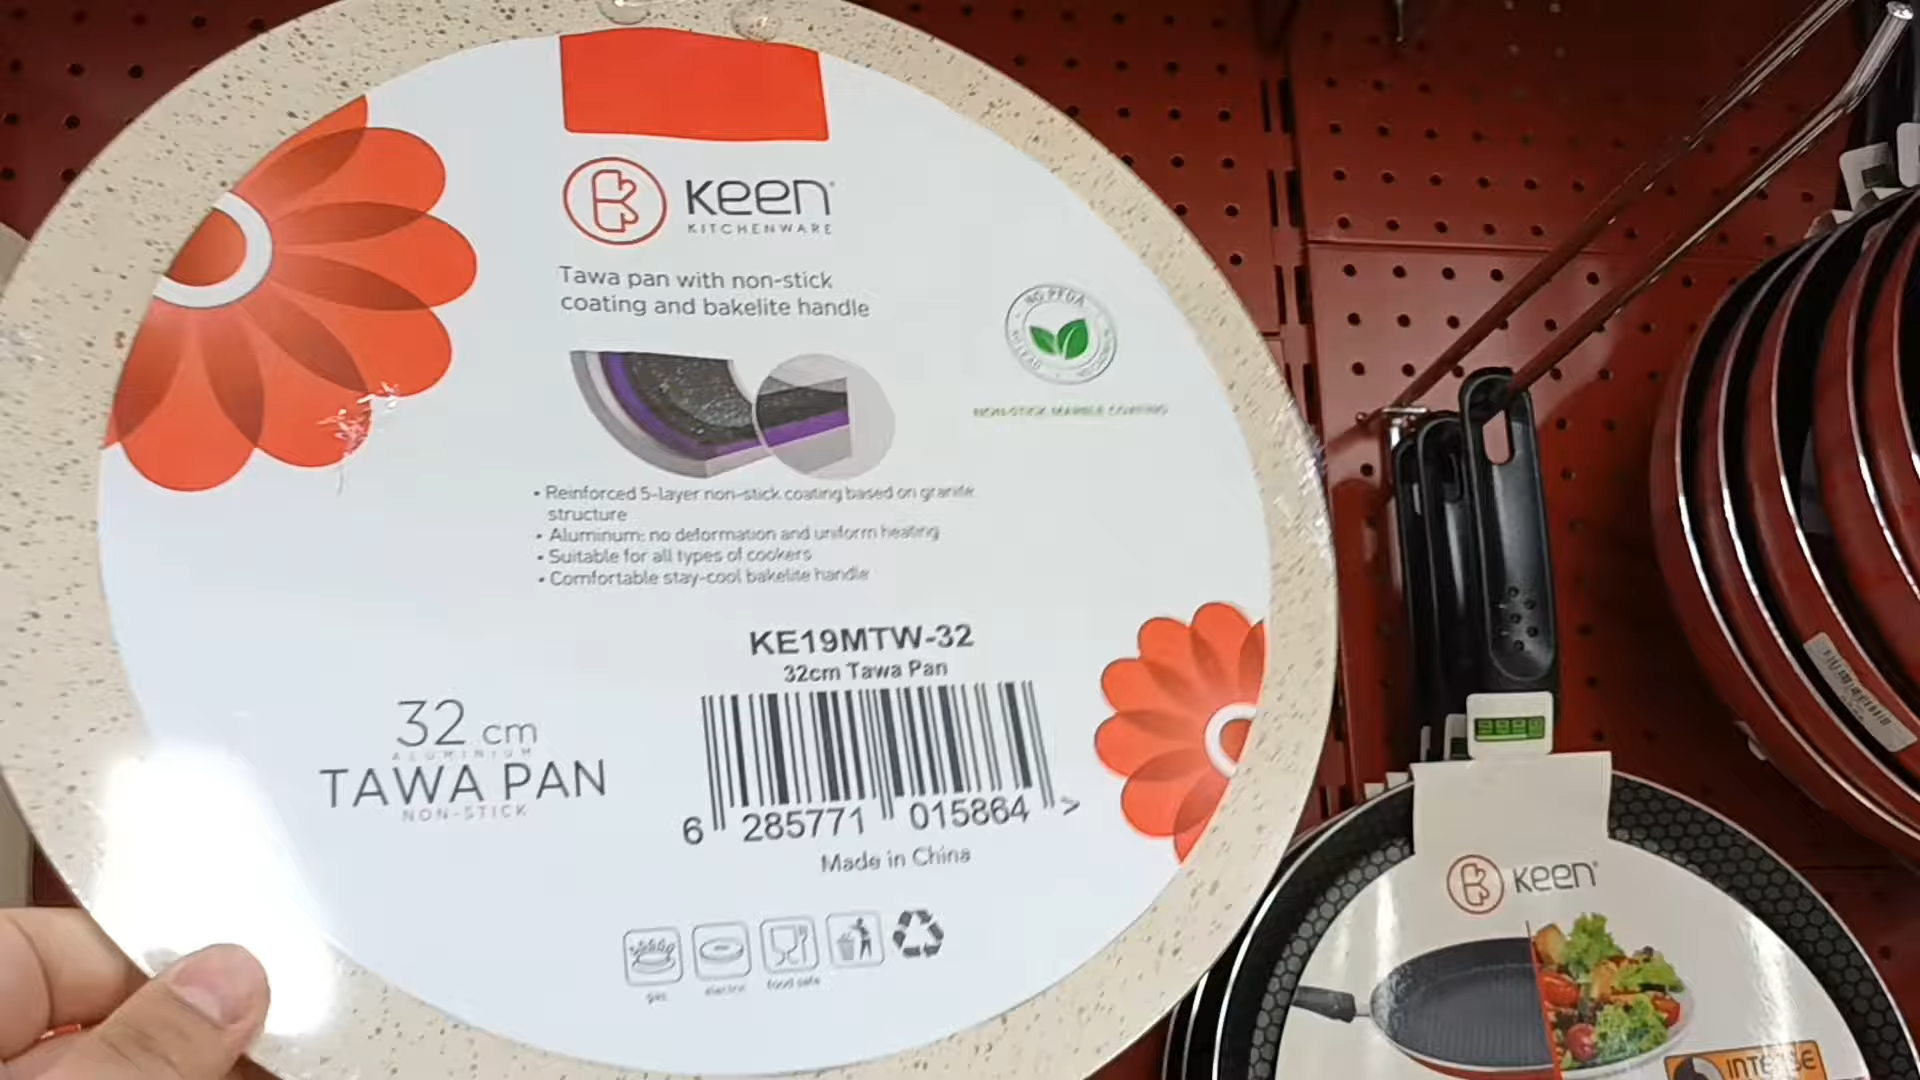 Keen
KITCHENWARE
Tawa pan with non-stick
coating and bakelite handle
NO PFOA
NON-STICK MARBLE COATING
• Reinforced 5-layer non-stick coating based on granite
structure
• Aluminum: no deformation and uniform heating
• Suitable for all types of cookers
• Comfortable stay-cool bakelite handle
KE19MTW-32
32cm Tawa Pan
32 cm
ALUMINIUM
TAWA PAN
NON-STICK
6 285771 015864 >
Made in China
gas
electric
food safe
Keen